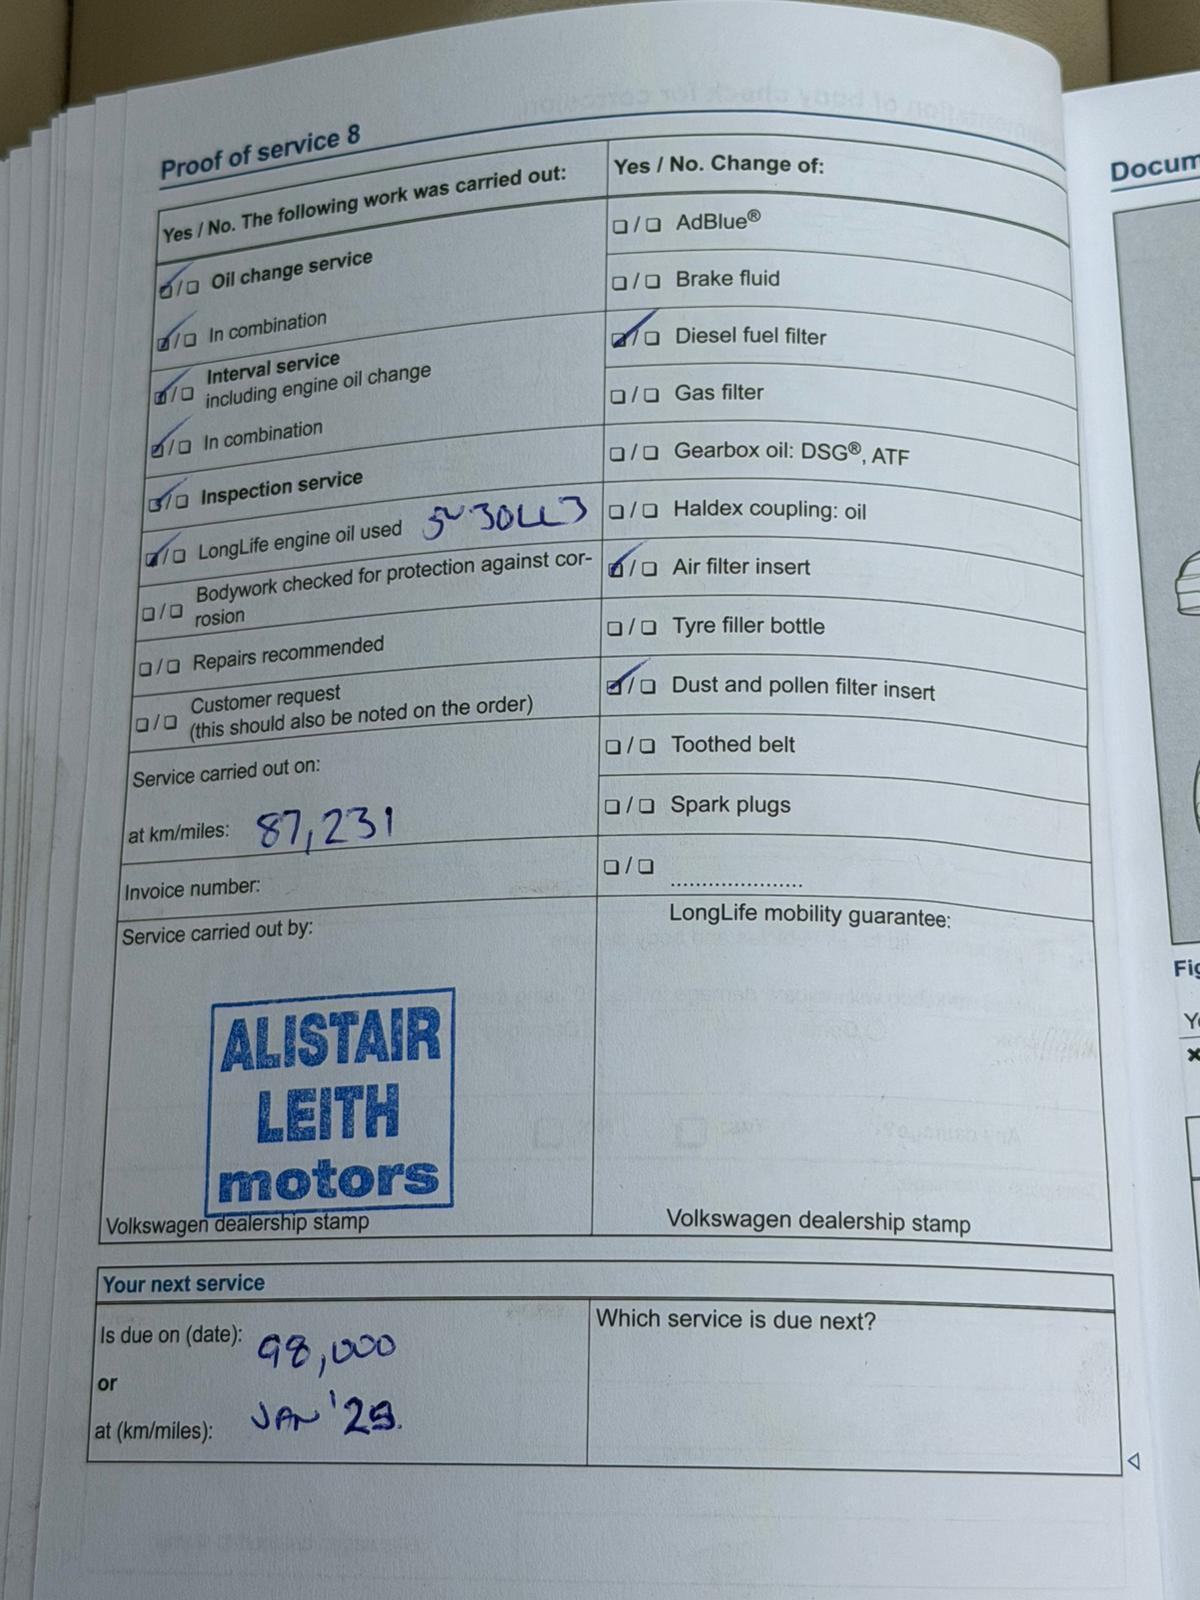 Proof of service 8
Yes / No. The following work was carried out:
Oil change service
In combination
Interval service
including engine oil change
In combination
Inspection service
LongLife engine oil used 5W30LL3
Bodywork checked for protection against cor-
rosion
Repairs recommended
Customer request
(this should also be noted on the order)
Service carried out on:
at km/miles: 87,231
Invoice number:
Service carried out by:
ALISTAIR
LEITH
motors
Volkswagen dealership stamp
Yes / No. Change of:
AdBlue®
Brake fluid
Diesel fuel filter
Gas filter
Gearbox oil: DSG®, ATF
Haldex coupling: oil
Air filter insert
Tyre filler bottle
Dust and pollen filter insert
Toothed belt
Spark plugs
......................
LongLife mobility guarantee:
Volkswagen dealership stamp
Your next service
Is due on (date): 98,000
or
at (km/miles): JAN '25.
Which service is due next?
Docum
Fig